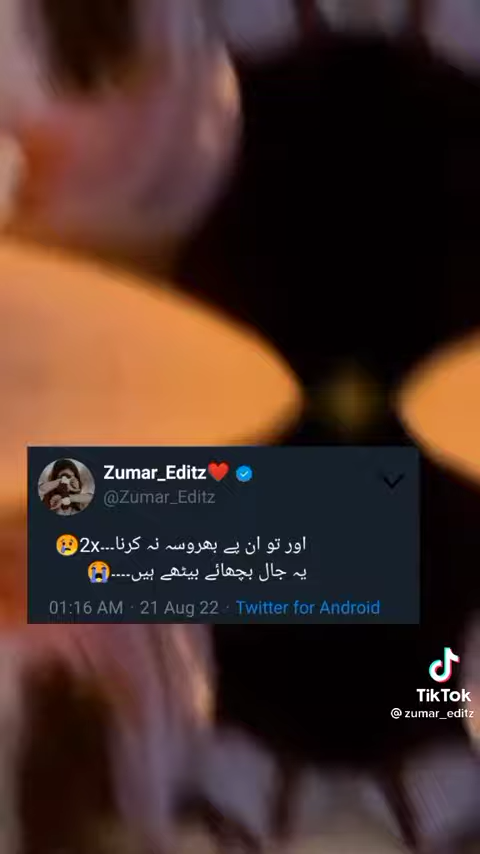 Zumar_Editz❤️
@Zumar_Editz
اور تو ان پے بھروسہ نہ کرنا...2x😢
یہ جال بچھائے بیٹھے ہیں....😭
01:16 AM · 21 Aug 22 · Twitter for Android
TikTok
@zumar_editz